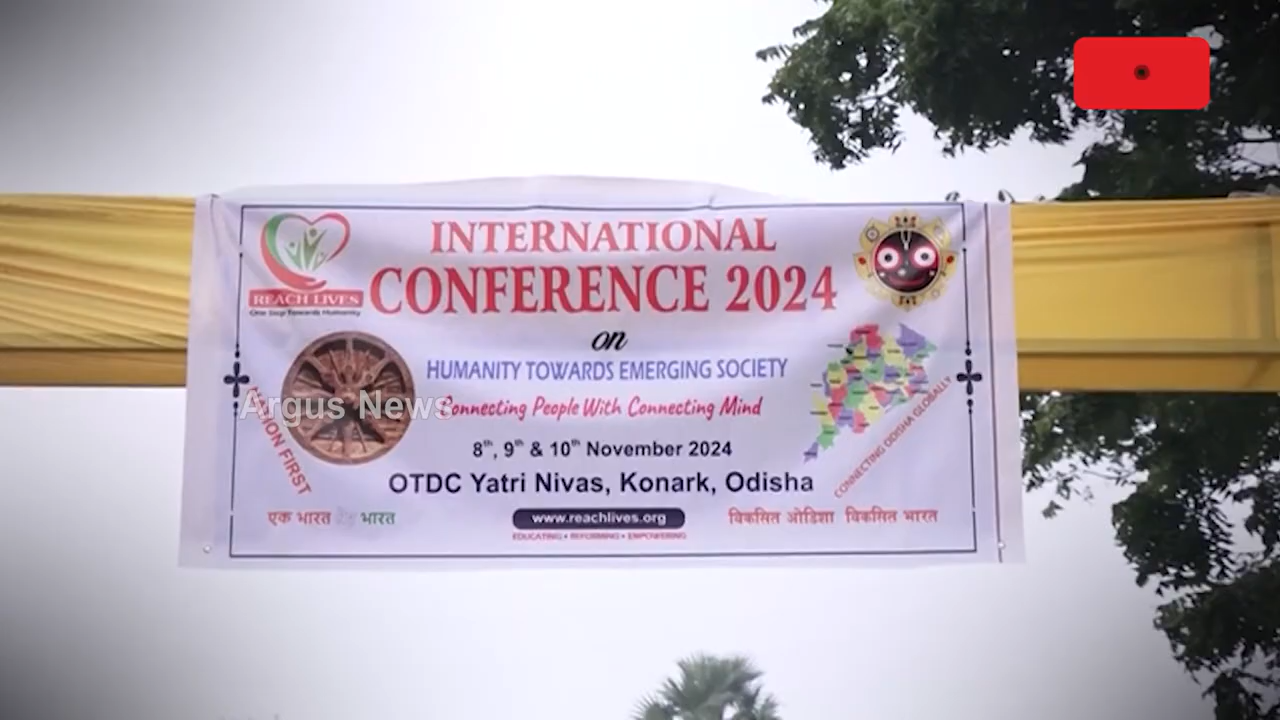 INTERNATIONAL
CONFERENCE 2024
REACH LIVES
One Step Towards Humanity
on
HUMANITY TOWARDS EMERGING SOCIETY
Connecting People With Connecting Mind
Argus News
NATION FIRST
CONNECTING ODISHA GLOBALLY
8th, 9th & 10th November 2024
OTDC Yatri Nivas, Konark, Odisha
एक भारत भारत
www.reachlives.org
विकसित ओडिशा विकसित भारत
EDUCATING • REFORMING • EMPOWERING